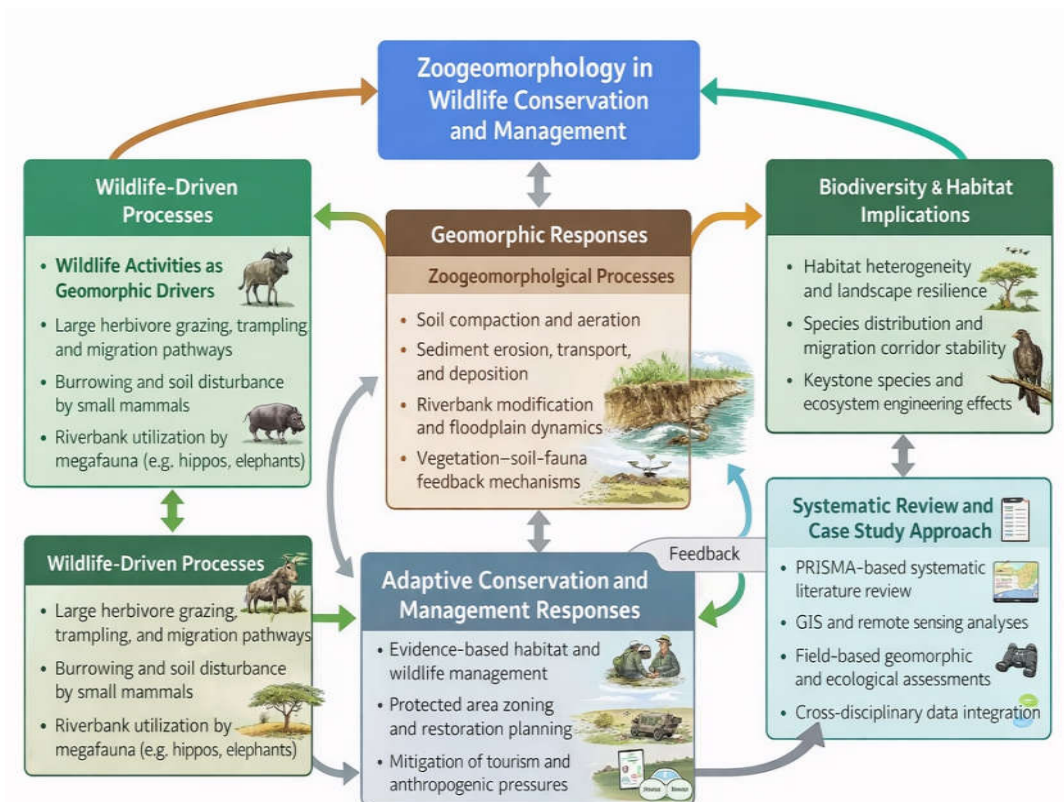 Zoogeomorphology in
Wildlife Conservation
and Management
Wildlife-Driven
Processes
• Wildlife Activities as
Geomorphic Drivers
• Large herbivore grazing, trampling
and migration pathways
• Burrowing and soil disturbance
by small mammals
• Riverbank utilization by
megafauna (e.g. hippos, elephants)
Geomorphic Responses
Zoogeomorpholgical Processes
• Soil compaction and aeration
• Sediment erosion, transport,
and deposition
• Riverbank modification
and floodplain dynamics
• Vegetation–soil-fauna
feedback mechanisms
Biodiversity & Habitat
Implications
• Habitat heterogeneity
and landscape resilience
• Species distribution and
migration corridor stability
• Keystone species and
ecosystem engineering effects
Wildlife-Driven Processes
• Large herbivore grazing,
trampling, and migration pathways
• Burrowing and soil disturbance
by small mammals
• Riverbank utilization by
megafauna (e.g. hippos, elephants)
Feedback
Adaptive Conservation and
Management Responses
• Evidence-based habitat and
wildlife management
• Protected area zoning
and restoration planning
• Mitigation of tourism and
anthropogenic pressures
Systematic Review and
Case Study Approach
• PRISMA-based systematic
literature review
• GIS and remote sensing analyses
• Field-based geomorphic
and ecological assessments
• Cross-disciplinary data integration